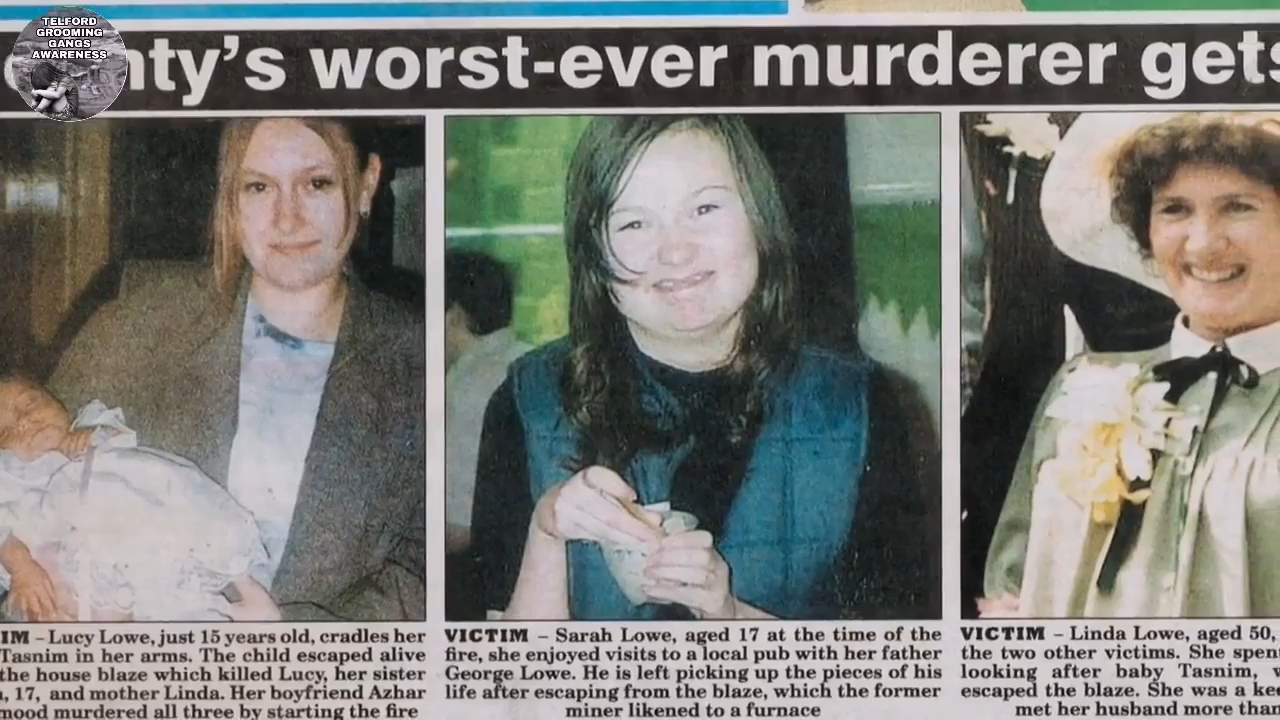 TELFORD
GROOMING
GANGS
AWARENESS
nty's worst-ever murderer gets
IM – Lucy Lowe, just 15 years old, cradles her
Tasnim in her arms. The child escaped alive
the house blaze which killed Lucy, her sister
, 17, and mother Linda. Her boyfriend Azhar
mood murdered all three by starting the fire
VICTIM – Sarah Lowe, aged 17 at the time of the
fire, she enjoyed visits to a local pub with her father
George Lowe. He is left picking up the pieces of his
life after escaping from the blaze, which the former
miner likened to a furnace
VICTIM – Linda Lowe, aged 50,
the two other victims. She spen
looking after baby Tasnim,
escaped the blaze. She was a kee
met her husband more than